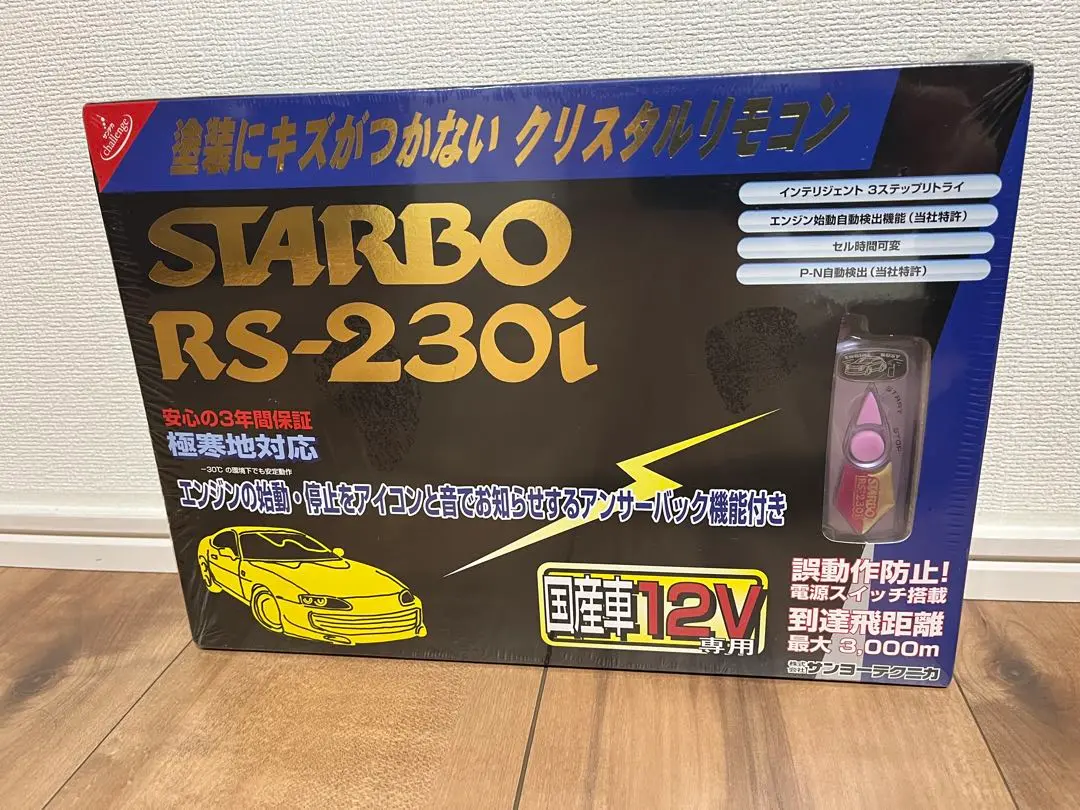 challenge
塗装にキズがつかない クリスタルリモコン
STARBO
RS-230i
インテリジェント 3ステップリトライ
エンジン始動自動検出機能(当社特許)
セル時間可変
P-N自動検出(当社特許)
START
STOP
STARBO
RS-230i
安心の3年間保証
極寒地対応
−30℃ の環境下でも安定動作
エンジンの始動・停止をアイコンと音でお知らせするアンサーバック機能付き
国産車12V
専用
誤動作防止!
電源スイッチ搭載
到達飛距離
最大 3,000m
株式会社サンヨーテクニカ